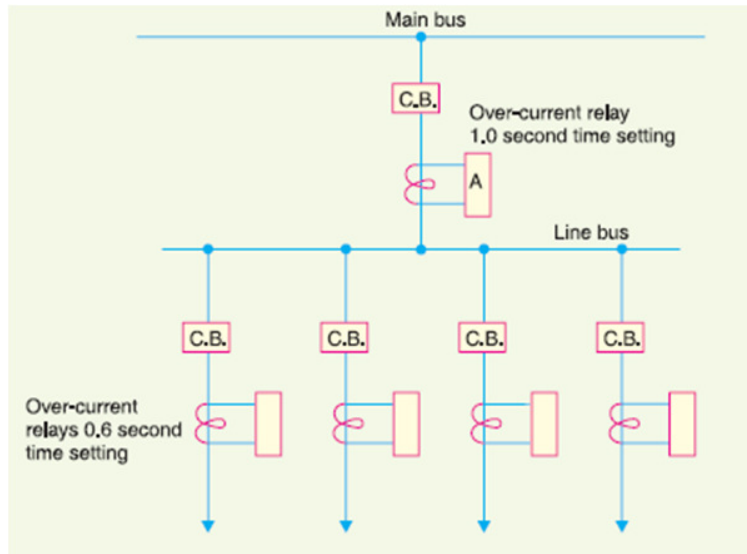 Main bus
C.B.
Over-current relay
1.0 second time setting
A
Line bus
C.B.
C.B.
C.B.
C.B.
Over-current
relays 0.6 second
time setting